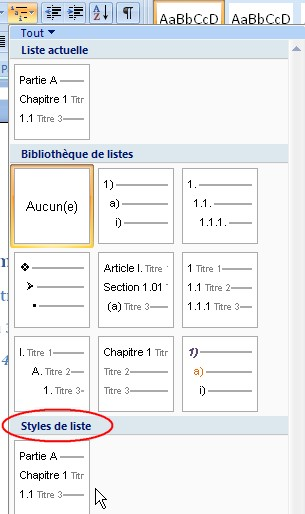 AaBbCcD AaBbCcD
Tout
Liste actuelle
Partie A
Chapitre 1 Titr
1.1 Titre 3
Bibliothèque de listes
Aucun(e)
1)
a)
i)
1.
1.1.
1.1.1.
Article I. Titre
Section 1.01
(a) Titre 3
1 Titre 1
1.1 Titre 2
1.1.1 Titre 3
I. Titre 1
A. Titre 2
1. Titre 3
Chapitre 1 Titr
Titre 2
Titre 3
1)
a)
i)
Styles de liste
Partie A
Chapitre 1 Titr
1.1 Titre 3